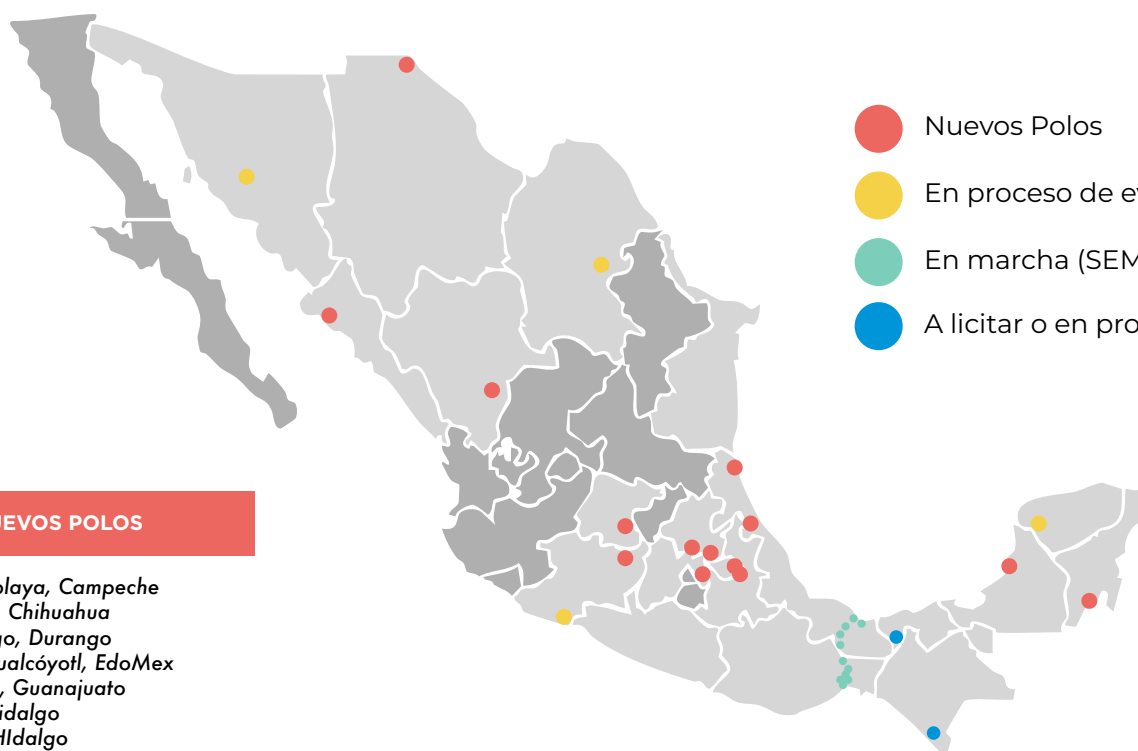 Nuevos Polos
En proceso de ev
En marcha (SEM
A licitar o en pro
UEVOS POLOS
playa, Campeche
, Chihuahua
go, Durango
ualcóyotl, EdoMex
, Guanajuato
idalgo
HIdalgo